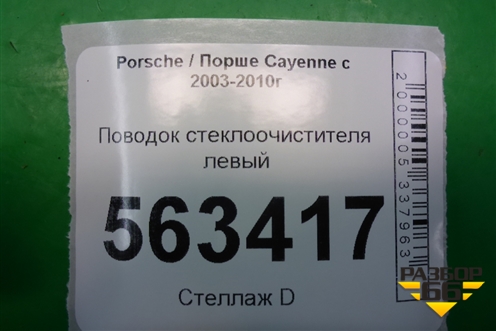 Porsche / Порше Cayenne с
2003-2010г
Поводок стеклоочистителя
левый
563417
Стеллаж D
2000005337963
РАЗБОР
66